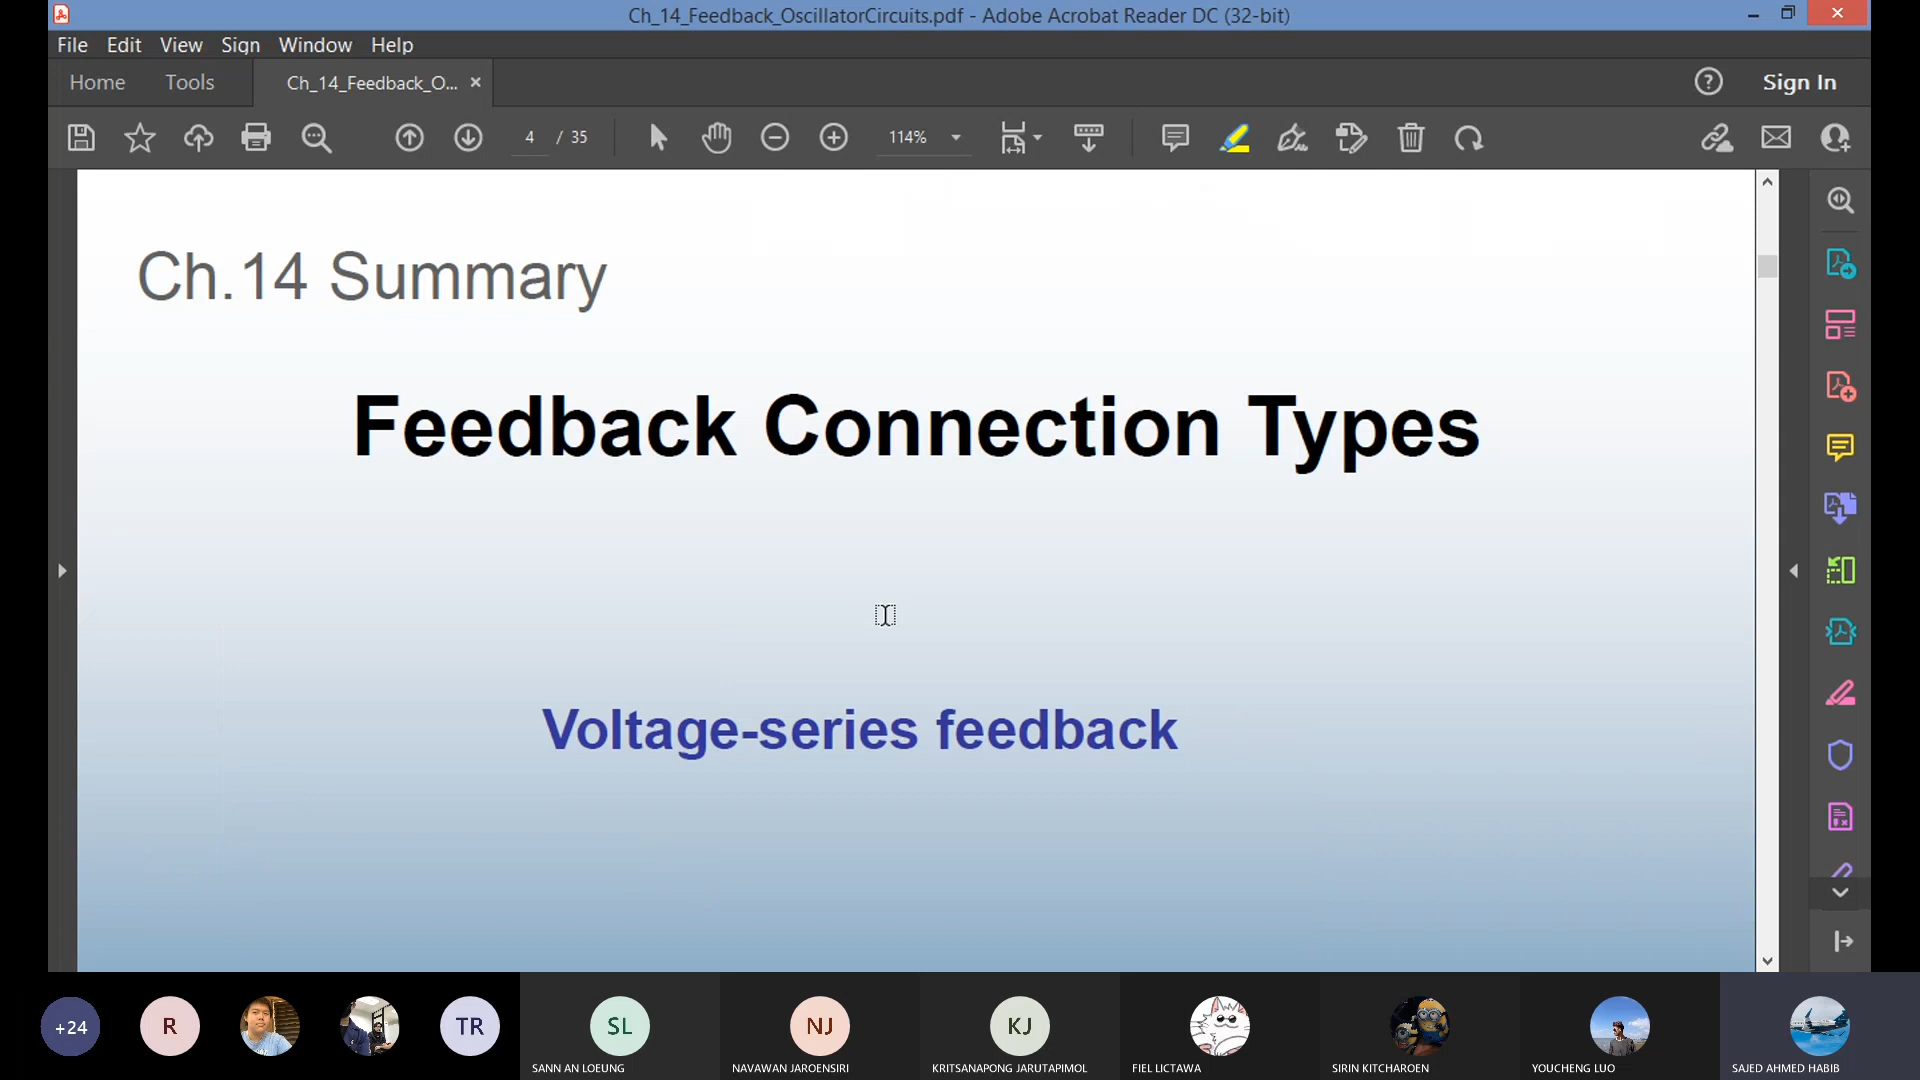 Ch_14_Feedback_OscillatorCircuits.pdf - Adobe Acrobat Reader DC (32-bit)
File Edit View Sign Window Help
Home Tools Ch_14_Feedback_O... × Sign In
4 / 35 114%
Ch.14 Summary
Feedback Connection Types
Voltage-series feedback
+24 R TR SL NJ KJ
SANN AN LOEUNG NAVAWAN JAROENSIRI KRITSANAPONG JARUTAPIMOL FIEL LICTAWA SIRIN KITCHAROEN YOUCHENG LUO SAJED AHMED HABIB